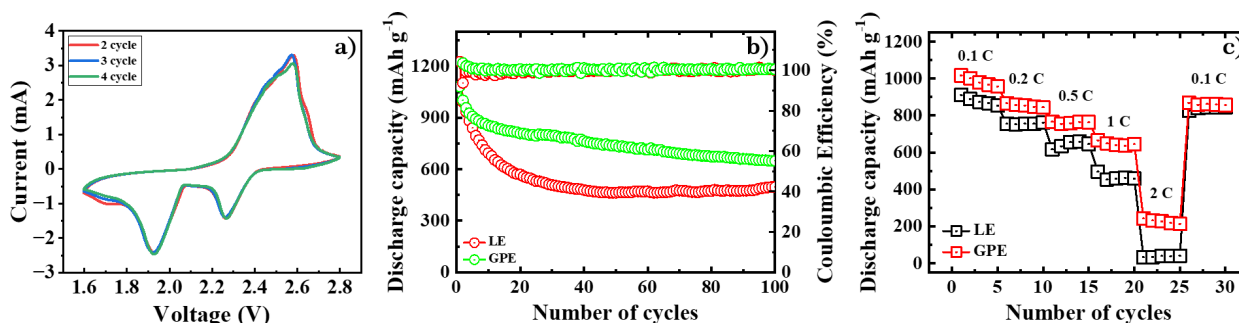 a)
2 cycle
3 cycle
4 cycle
Current (mA)
4
3
2
1
0
−1
−2
−3
1.6
1.8
2.0
2.2
2.4
2.6
2.8
Voltage (V)
b)
Discharge capacity (mAh g⁻¹)
1200
900
600
300
0
LE
GPE
100
80
60
40
20
0
Couloumbic Efficiency (%)
0
20
40
60
80
100
Number of cycles
c)
Discharge capacity (mAh g⁻¹)
1200
1000
800
600
400
200
0
0.1 C
0.2 C
0.5 C
1 C
2 C
0.1 C
LE
GPE
0
5
10
15
20
25
30
Number of cycles